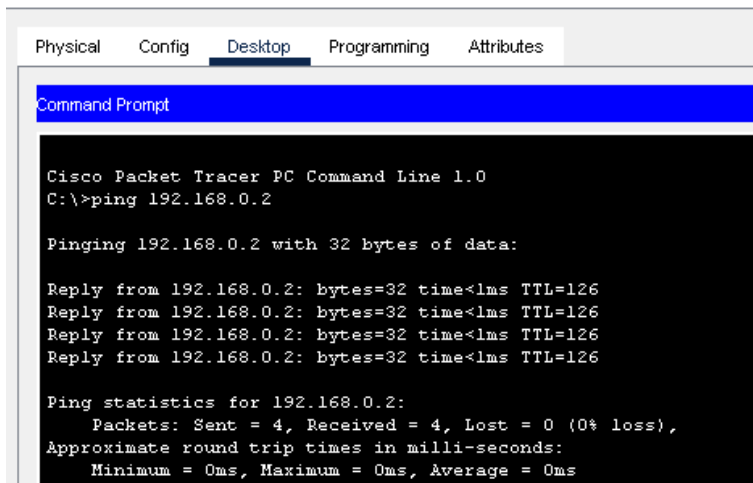 Physical Config Desktop Programming Attributes
Command Prompt
Cisco Packet Tracer PC Command Line 1.0
C:\>ping 192.168.0.2
Pinging 192.168.0.2 with 32 bytes of data:
Reply from 192.168.0.2: bytes=32 time<1ms TTL=126
Reply from 192.168.0.2: bytes=32 time<1ms TTL=126
Reply from 192.168.0.2: bytes=32 time<1ms TTL=126
Reply from 192.168.0.2: bytes=32 time<1ms TTL=126
Ping statistics for 192.168.0.2:
Packets: Sent = 4, Received = 4, Lost = 0 (0% loss),
Approximate round trip times in milli-seconds:
Minimum = 0ms, Maximum = 0ms, Average = 0ms